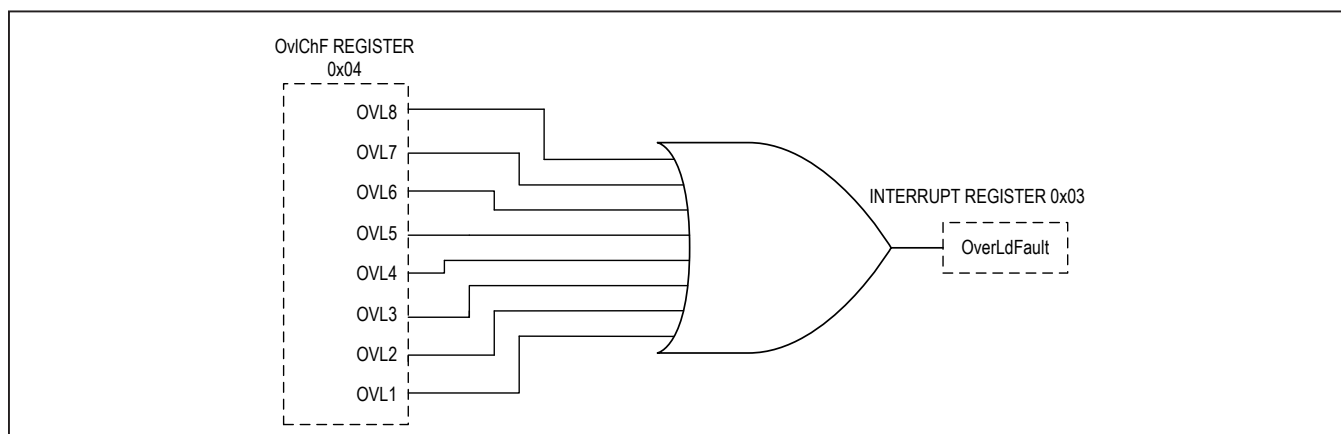 OvlChF REGISTER
0x04
OVL8
OVL7
OVL6
OVL5
OVL4
OVL3
OVL2
OVL1
INTERRUPT REGISTER 0x03
OverLdFault